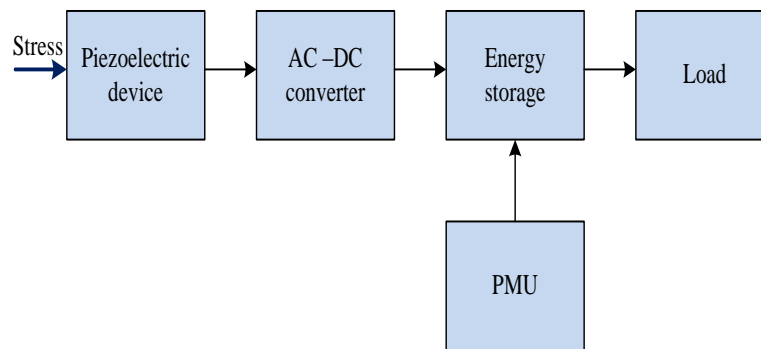 Stress
Piezoelectric
device
AC –DC
converter
Energy
storage
Load
PMU